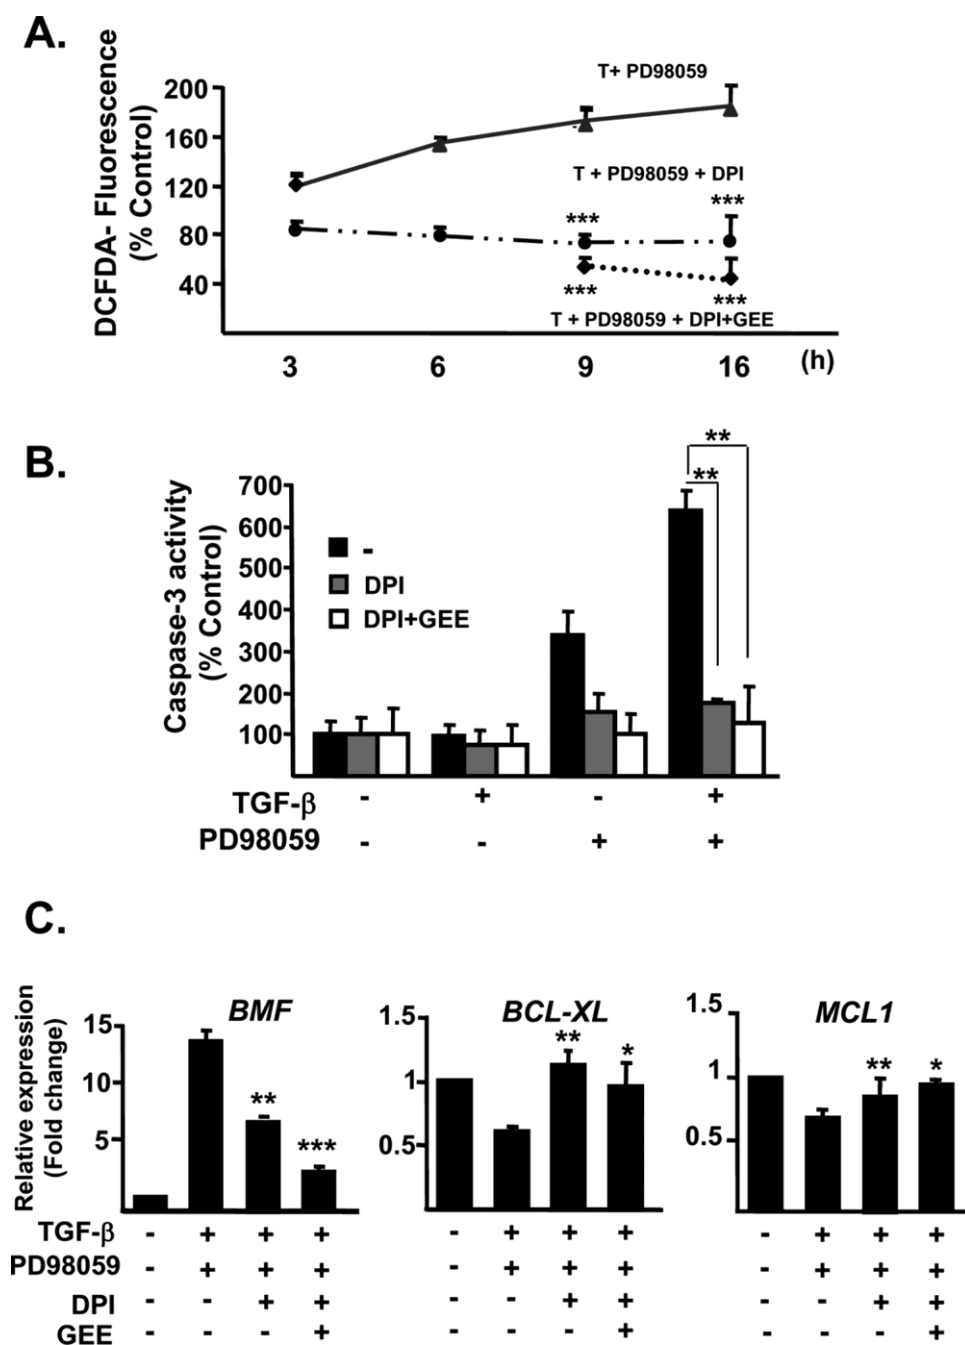 A.
DCFDA- Fluorescence
(% Control)
200
160
120
80
40
T+ PD98059
T + PD98059 + DPI
***
***
***
***
T + PD98059 + DPI+GEE
3 6 9 16 (h)
B.
Caspase-3 activity
(% Control)
700
600
500
400
300
200
100
-
DPI
DPI+GEE
**
**
TGF-β - + - +
PD98059 - - + +
C.
Relative expression
(Fold change)
BMF
15
10
5
**
***
BCL-XL
1.5
1
0.5
**
*
MCL1
1.5
1
0.5
**
*
TGF-β - + + + - + + + - + + +
PD98059 - + + + - + + + - + + +
DPI - - + + - - + + - - + +
GEE - - - + - - - + - - - +